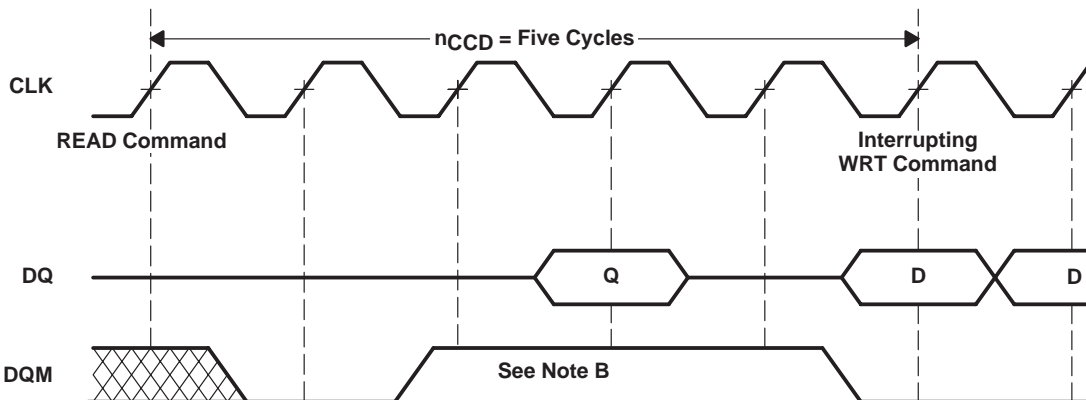 nCCD = Five Cycles
CLK
READ Command
Interrupting
WRT Command
DQ
Q
D
D
DQM
See Note B